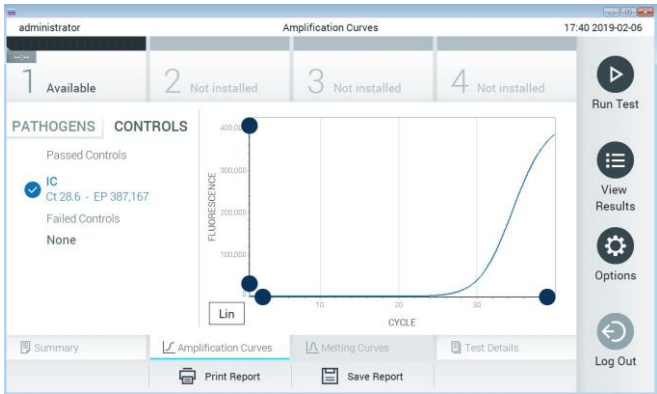 administrator
Amplification Curves
17:40 2019-02-06
--:--
1 Available
2 Not installed
3 Not installed
4 Not installed
Run Test
PATHOGENS
CONTROLS
Passed Controls
IC
Ct 28.6 - EP 387,167
Failed Controls
None
FLUORESCENCE
400,000
300,000
200,000
100,000
0
10
20
30
CYCLE
Lin
View
Results
Options
Log Out
Summary
Amplification Curves
Melting Curves
Test Details
Print Report
Save Report